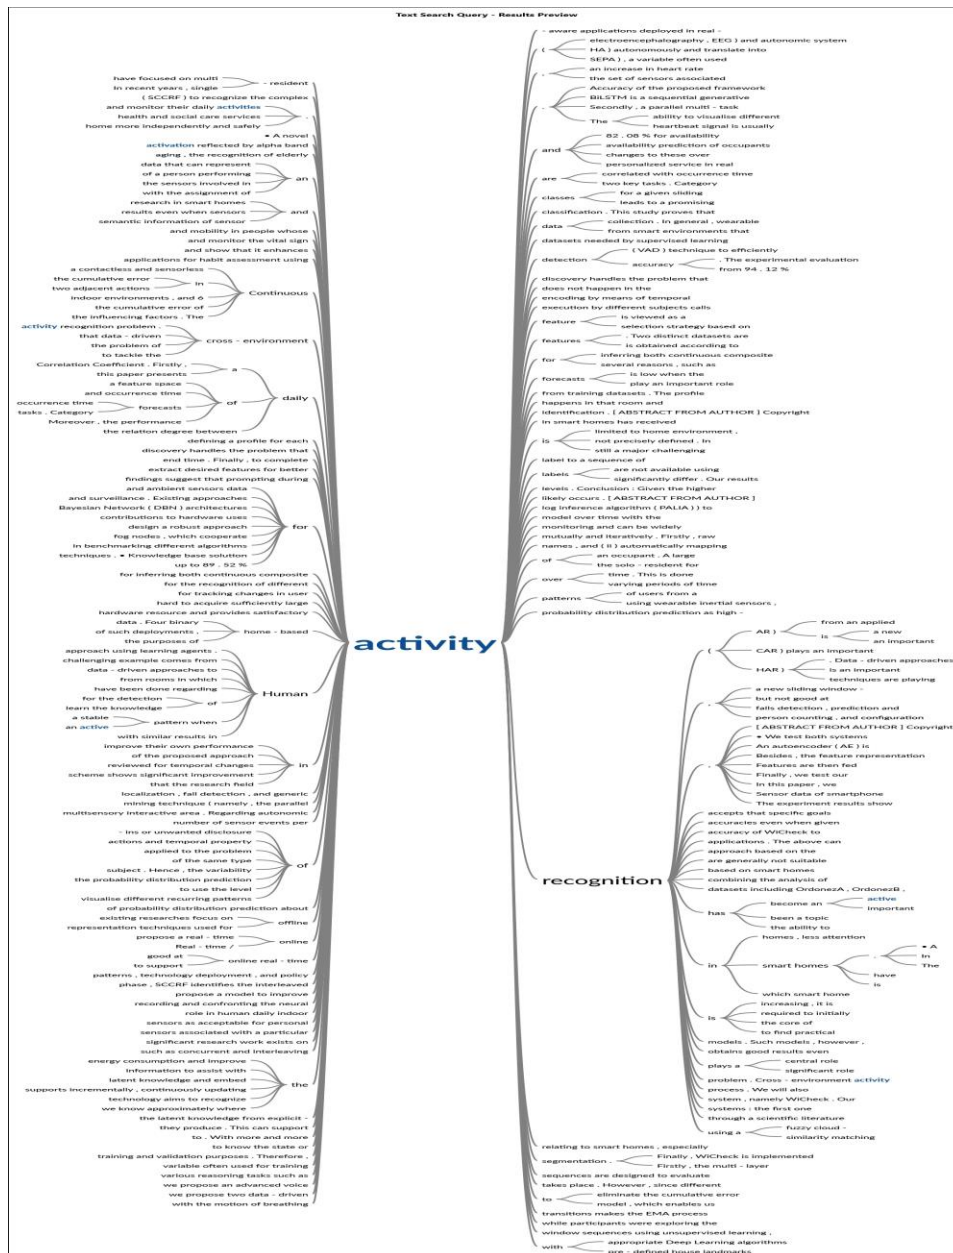 Text Search Query - Results Preview
have focused on multi
In recent years , single
- resident
( SCCRF ) to recognize the complex
and monitor their daily activities
health and social care services
home more independently and safely
.
• A novel
activation reflected by alpha band
aging , the recognition of elderly
data that can represent
of a person performing
the sensors involved in
with the assignment of
an
research in smart homes
results even when sensors
semantic information of sensor
and
and mobility in people whose
and monitor the vital sign
and show that it enhances
applications for habit assessment using
a contactless and sensorless
the cumulative error
two adjacent actions
in
indoor environments , and 6
the cumulative error of
the influencing factors . The
Continuous
activity recognition problem .
that data - driven
the problem of
to tackle the
cross - environment
Correlation Coefficient . Firstly ,
this paper presents
a
a feature space
and occurrence time
occurrence time
tasks . Category
forecasts
Moreover , the performance
of
the relation degree between
daily
defining a profile for each
discovery handles the problem that
end time . Finally , to complete
extract desired features for better
findings suggest that prompting during
and ambient sensors data
and surveillance . Existing approaches
Bayesian Network ( DBN ) architectures
contributions to hardware uses
design a robust approach
fog nodes , which cooperate
in benchmarking different algorithms
techniques . • Knowledge base solution
up to 89 . 52 %
for
for inferring both continuous composite
for the recognition of different
for tracking changes in user
hard to acquire sufficiently large
hardware resource and provides satisfactory
data . Four binary
of such deployments ,
the purposes of
home - based
approach using learning agents .
challenging example comes from
data - driven approaches to
from rooms in which
have been done regarding
for the detection
learn the knowledge
of
a stable
an active
pattern when
with similar results in
Human
improve their own performance
of the proposed approach
reviewed for temporal changes
scheme shows significant improvement
that the research field
in
localization , fall detection , and generic
mining technique ( namely , the parallel
multisensory interactive area . Regarding autonomic
number of sensor events per
- ins or unwanted disclosure
actions and temporal property
applied to the problem
of the same type
subject . Hence , the variability
the probability distribution prediction
to use the level
visualise different recurring patterns
of
of probability distribution prediction about
existing researches focus on
representation techniques used for
offline
propose a real - time
Real - time /
online
good at
to support
online real - time
patterns , technology deployment , and policy
phase , SCCRF identifies the interleaved
propose a model to improve
recording and confronting the neural
role in human daily indoor
sensors as acceptable for personal
sensors associated with a particular
significant research work exists on
such as concurrent and interleaving
energy consumption and improve
information to assist with
latent knowledge and embed
supports incrementally , continuously updating
technology aims to recognize
we know approximately where
the
the latent knowledge from explicit -
they produce . This can support
to . With more and more
to know the state or
training and validation purposes . Therefore ,
variable often used for training
various reasoning tasks such as
we propose an advanced voice
we propose two data - driven
with the motion of breathing
activity
- aware applications deployed in real -
(
electroencephalography , EEG ) and autonomic system
HA ) autonomously and translate into
SEPA ) , a variable often used
,
an increase in heart rate
the set of sensors associated
.
Accuracy of the proposed framework
BiLSTM is a sequential generative
Secondly , a parallel multi - task
The
ability to visualise different
heartbeat signal is usually
and
82 . 08 % for availability
availability prediction of occupants
changes to these over
personalized service in real
are
correlated with occurrence time
two key tasks . Category
classes
for a given sliding
leads to a promising
classification . This study proves that
data
collection . In general , wearable
from smart environments that
datasets needed by supervised learning
detection
( VAD ) technique to efficiently
accuracy
. The experimental evaluation
from 94 . 12 %
discovery handles the problem that
does not happen in the
encoding by means of temporal
execution by different subjects calls
feature
is viewed as a
selection strategy based on
features
. Two distinct datasets are
is obtained according to
for
inferring both continuous composite
several reasons , such as
forecasts
is low when the
play an important role
from training datasets . The profile
happens in that room and
identification . [ ABSTRACT FROM AUTHOR ] Copyright
in smart homes has received
is
limited to home environment ,
not precisely defined . In
still a major challenging
label to a sequence of
labels
are not available using
significantly differ . Our results
levels . Conclusion : Given the higher
likely occurs . [ ABSTRACT FROM AUTHOR ]
log inference algorithm ( PALIA ) ) to
model over time with the
monitoring and can be widely
mutually and iteratively . Firstly , raw
names , and ( ii ) automatically mapping
of
an occupant . A large
the solo - resident for
over
time . This is done
varying periods of time
patterns
of users from a
using wearable inertial sensors ,
probability distribution prediction as high -
recognition
(
AR )
from an applied
is
a new
an important
CAR ) plays an important
HAR )
. Data - driven approaches
is an important
techniques are playing
,
a new sliding window -
but not good at
falls detection , prediction and
person counting , and configuration
.
[ ABSTRACT FROM AUTHOR ] Copyright
• We test both systems
An autoencoder ( AE ) is
Besides , the feature representation
Features are then fed
Finally , we test our
In this paper , we
Sensor data of smartphone
The experiment results show
accepts that specific goals
accuracies even when given
accuracy of WiCheck to
applications . The above can
approach based on the
are generally not suitable
based on smart homes
combining the analysis of
datasets including OrdonezA , OrdonezB ,
has
become an
active
important
been a topic
the ability to
in
homes , less attention
smart homes
.
• A
In
The
have
is
which smart home
is
increasing , it is
required to initially
the core of
to find practical
models . Such models , however ,
obtains good results even
plays a
central role
significant role
problem . Cross - environment activity
process . We will also
system , namely WiCheck . Our
systems : the first one
through a scientific literature
using a
fuzzy cloud -
similarity matching
relating to smart homes , especially
segmentation .
Finally , WiCheck is implemented
Firstly , the multi - layer
sequences are designed to evaluate
takes place . However , since different
to
eliminate the cumulative error
model , which enables us
transitions makes the EMA process
while participants were exploring the
window sequences using unsupervised learning ,
with
appropriate Deep Learning algorithms
pre - defined house landmarks